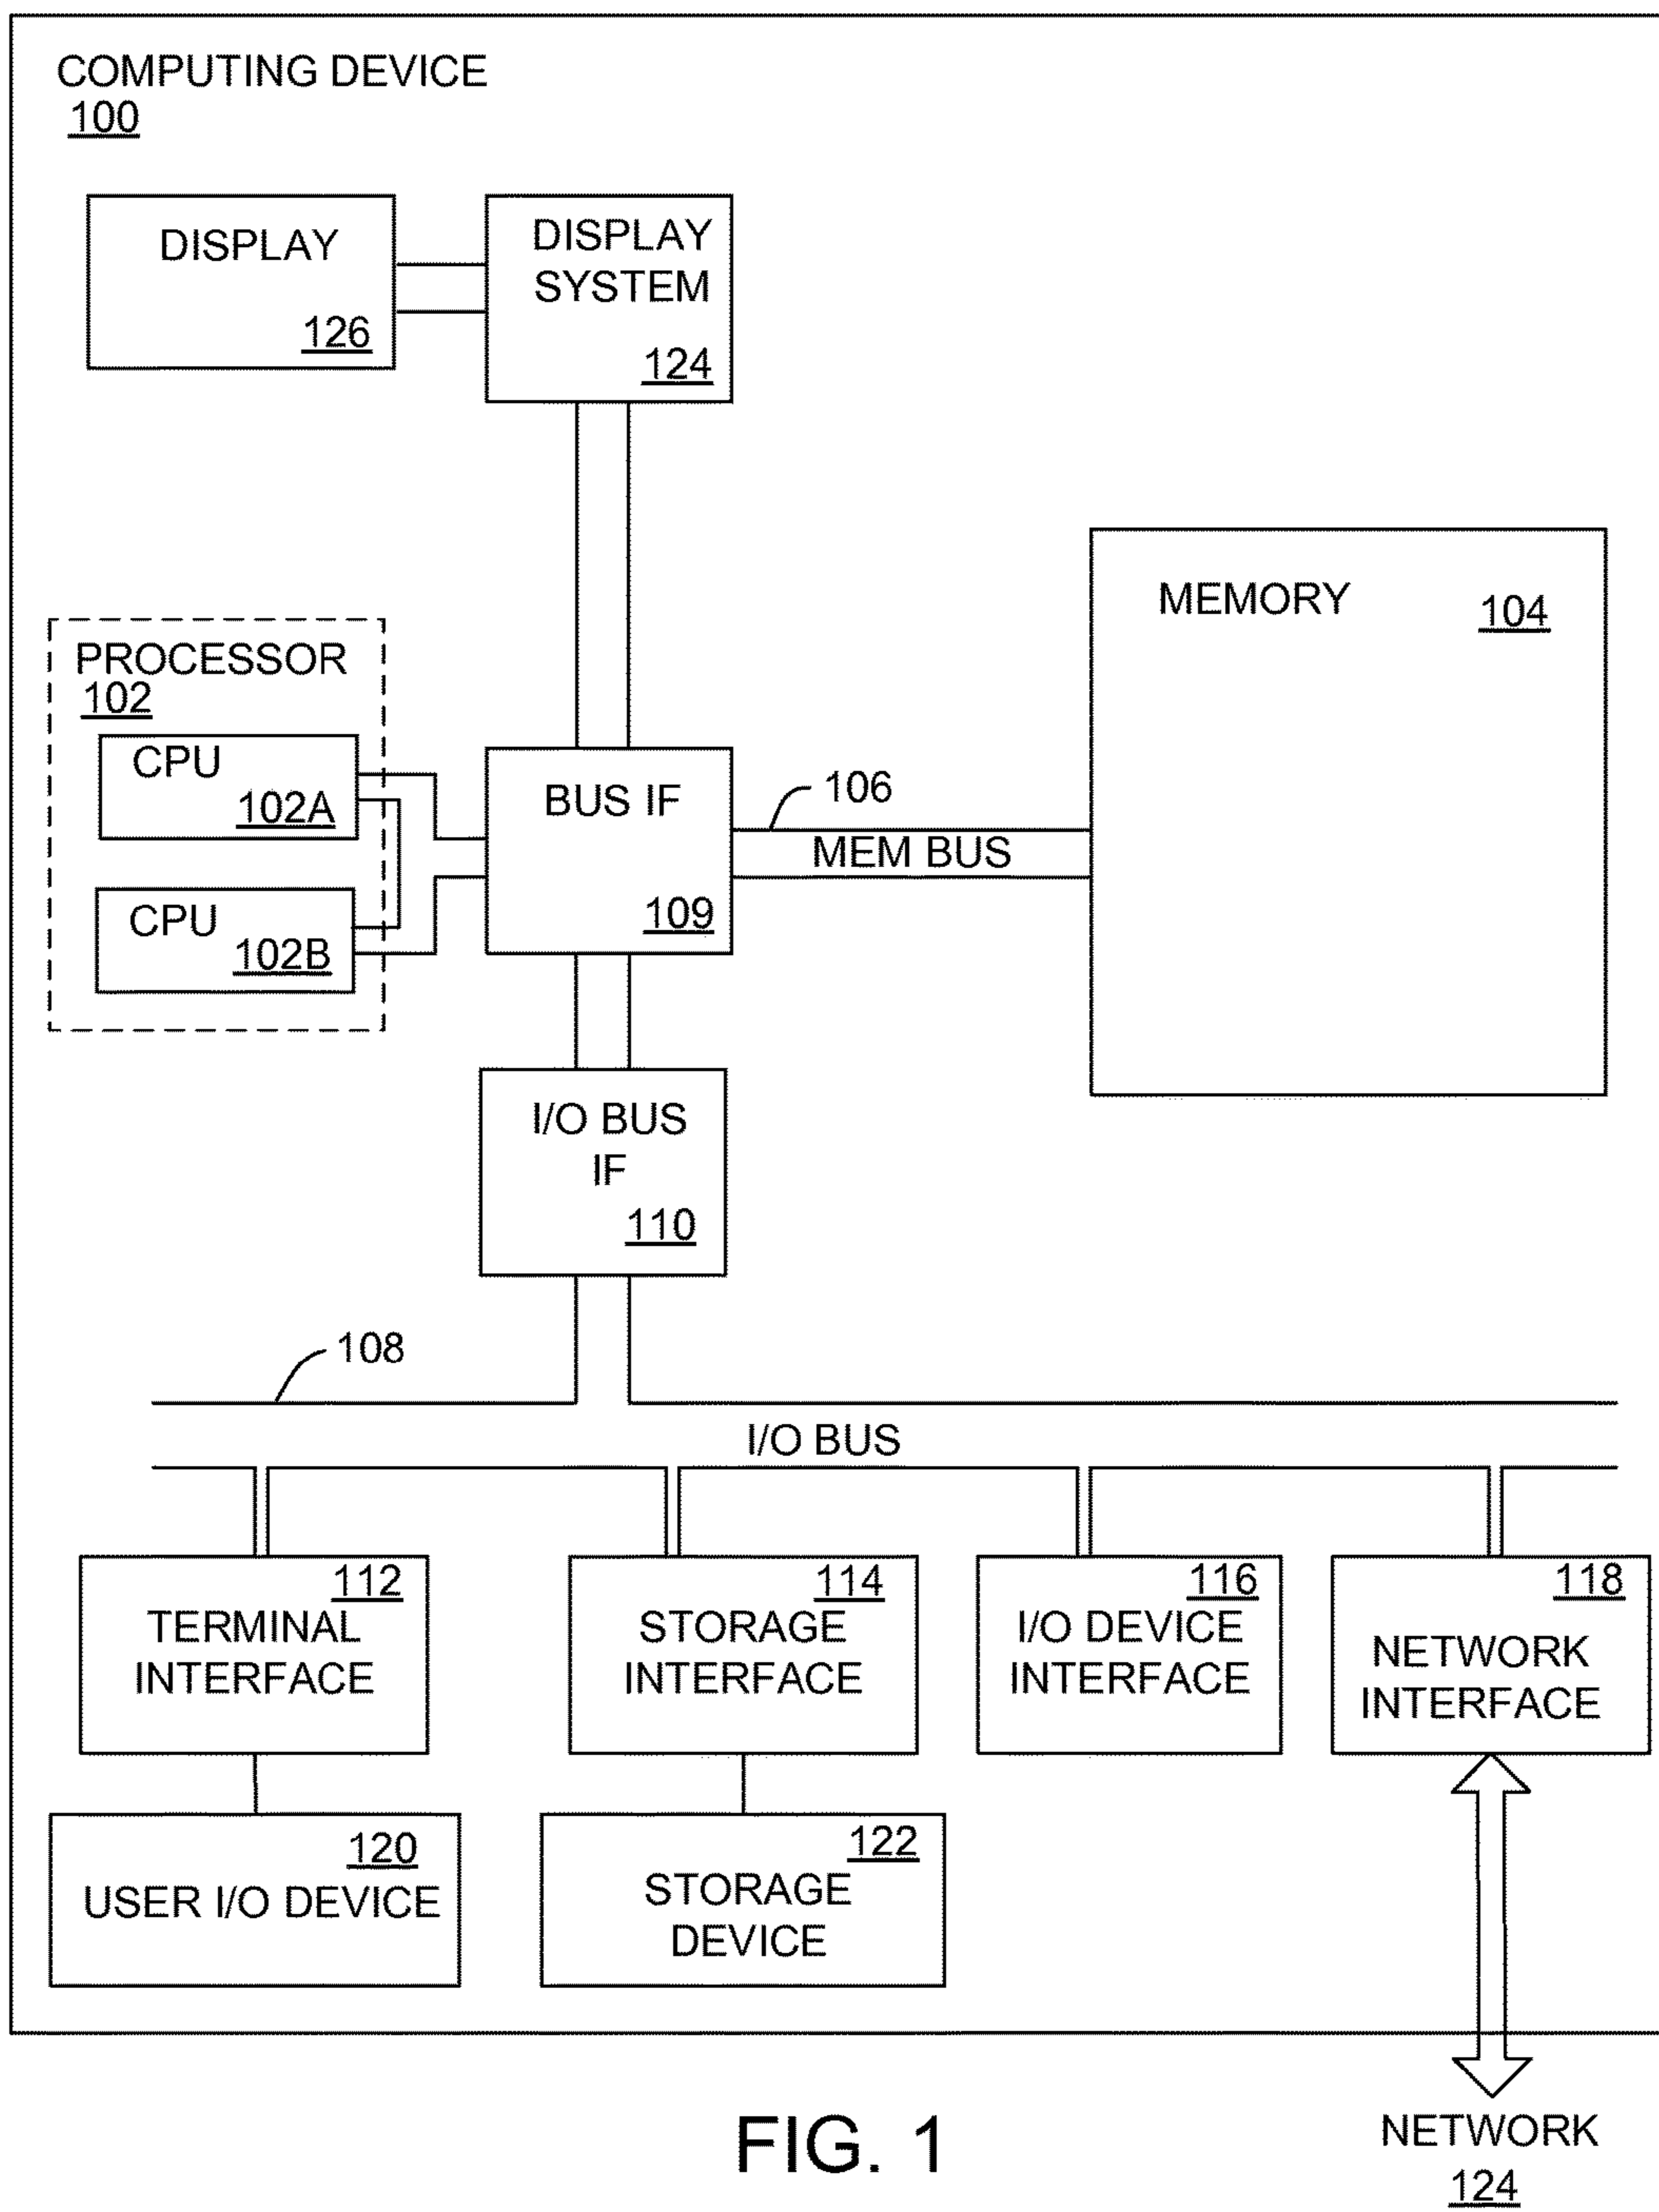 COMPUTING DEVICE
100
DISPLAY
126
DISPLAY
SYSTEM
124
PROCESSOR
102
CPU
102A
CPU
102B
BUS IF
109
106
MEM BUS
MEMORY
104
I/O BUS
IF
110
108
I/O BUS
112
TERMINAL
INTERFACE
114
STORAGE
INTERFACE
116
I/O DEVICE
INTERFACE
118
NETWORK
INTERFACE
120
USER I/O DEVICE
122
STORAGE
DEVICE
FIG. 1
NETWORK
124